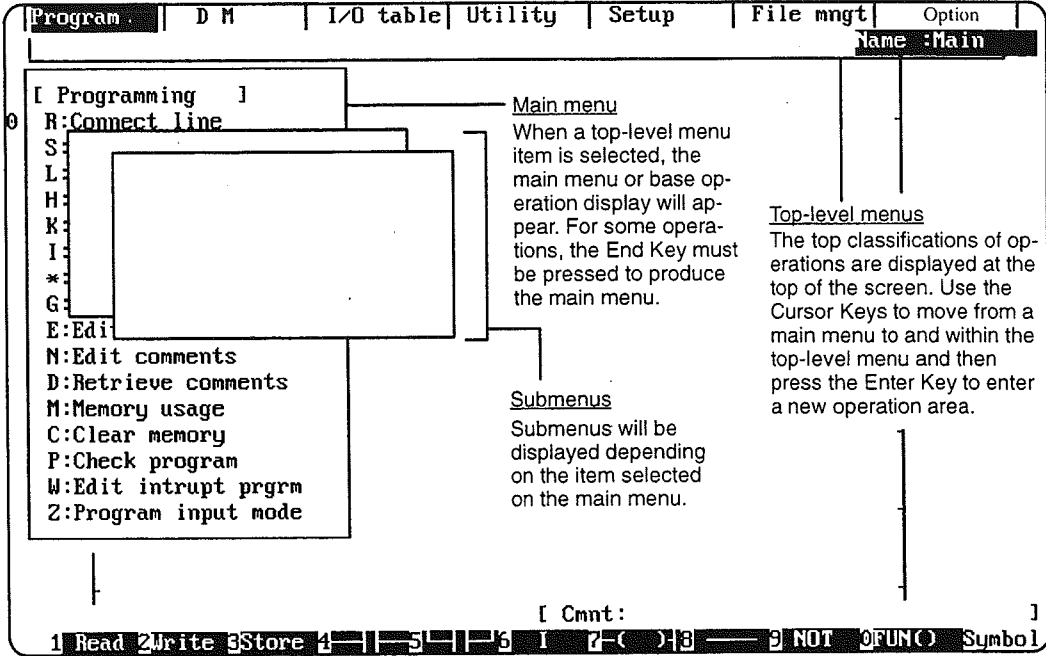 Program D M I/O table Utility Setup File mngt Option
Name :Main
[ Programming ]
0
R:Connect line
S:
L:
H:
K:
I:
*:
G:
E:Edi
N:Edit comments
D:Retrieve comments
M:Memory usage
C:Clear memory
P:Check program
W:Edit intrupt prgrm
Z:Program input mode
Main menu
When a top-level menu
item is selected, the
main menu or base op-
eration display will ap-
pear. For some opera-
tions, the End Key must
be pressed to produce
the main menu.
Submenus
Submenus will be
displayed depending
on the item selected
on the main menu.
Top-level menus
The top classifications of op-
erations are displayed at the
top of the screen. Use the
Cursor Keys to move from a
main menu to and within the
top-level menu and then
press the Enter Key to enter
a new operation area.
[ Cmnt: ]
1 Read 2Write 3Store 4 5 6 I 7-( )-8 9 NOT 0FUN() Symbol